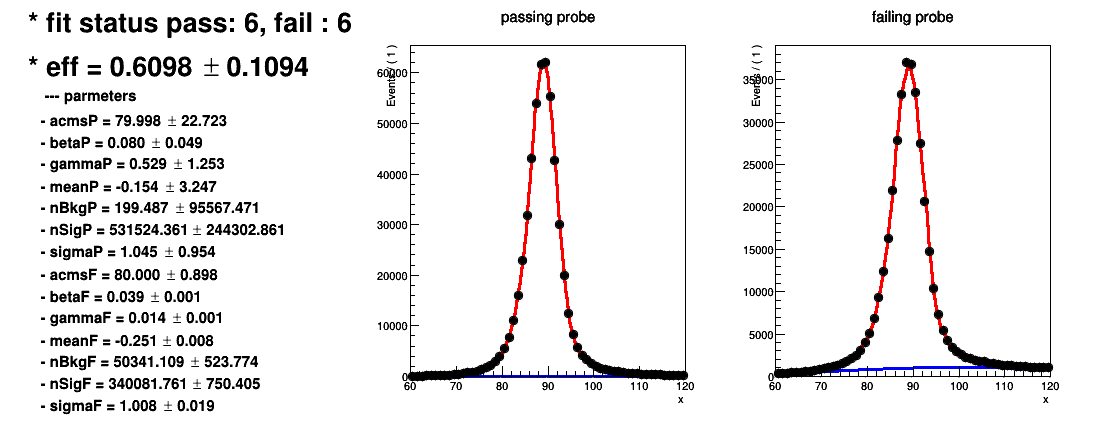 * fit status pass: 6, fail : 6
* eff = 0.6098 ± 0.1094
--- parmeters
- acmsP = 79.998 ± 22.723
- betaP = 0.080 ± 0.049
- gammaP = 0.529 ± 1.253
- meanP = -0.154 ± 3.247
- nBkgP = 199.487 ± 95567.471
- nSigP = 531524.361 ± 244302.861
- sigmaP = 1.045 ± 0.954
- acmsF = 80.000 ± 0.898
- betaF = 0.039 ± 0.001
- gammaF = 0.014 ± 0.001
- meanF = -0.251 ± 0.008
- nBkgF = 50341.109 ± 523.774
- nSigF = 340081.761 ± 750.405
- sigmaF = 1.008 ± 0.019
passing probe
Events / ( 1 )
60000
50000
40000
30000
20000
10000
0
60 70 80 90 100 110 120
x
failing probe
Events / ( 1 )
35000
30000
25000
20000
15000
10000
5000
0
60 70 80 90 100 110 120
x